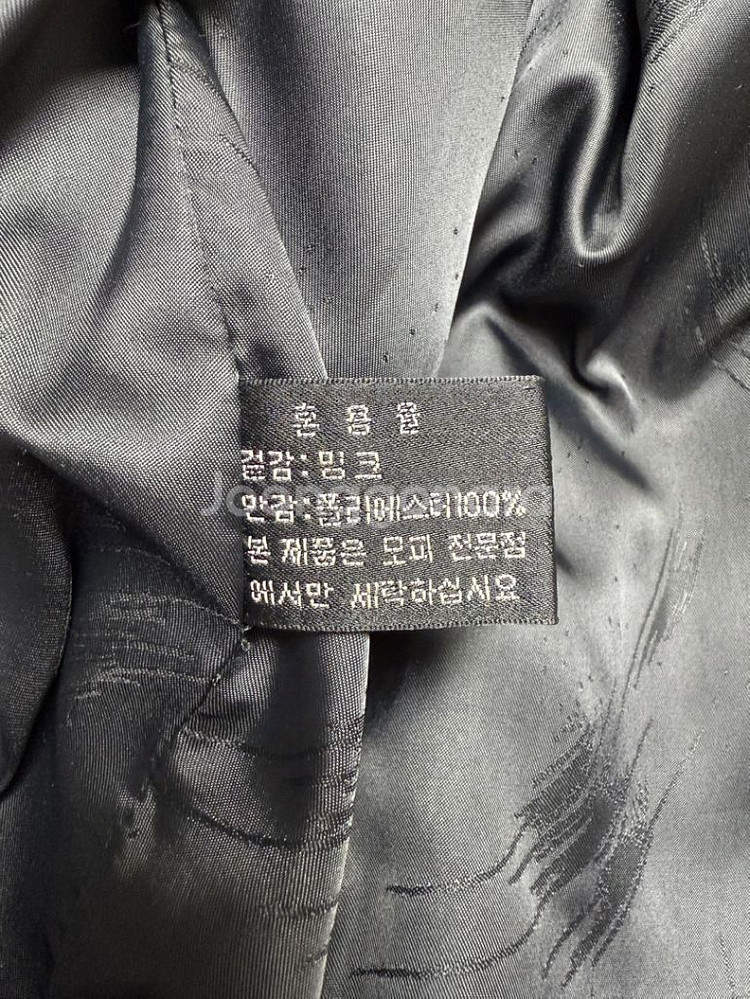 혼용율
겉감:밍크
안감:폴리에스터100%
본 제품은 모피 전문점
에서만 세탁하십시요